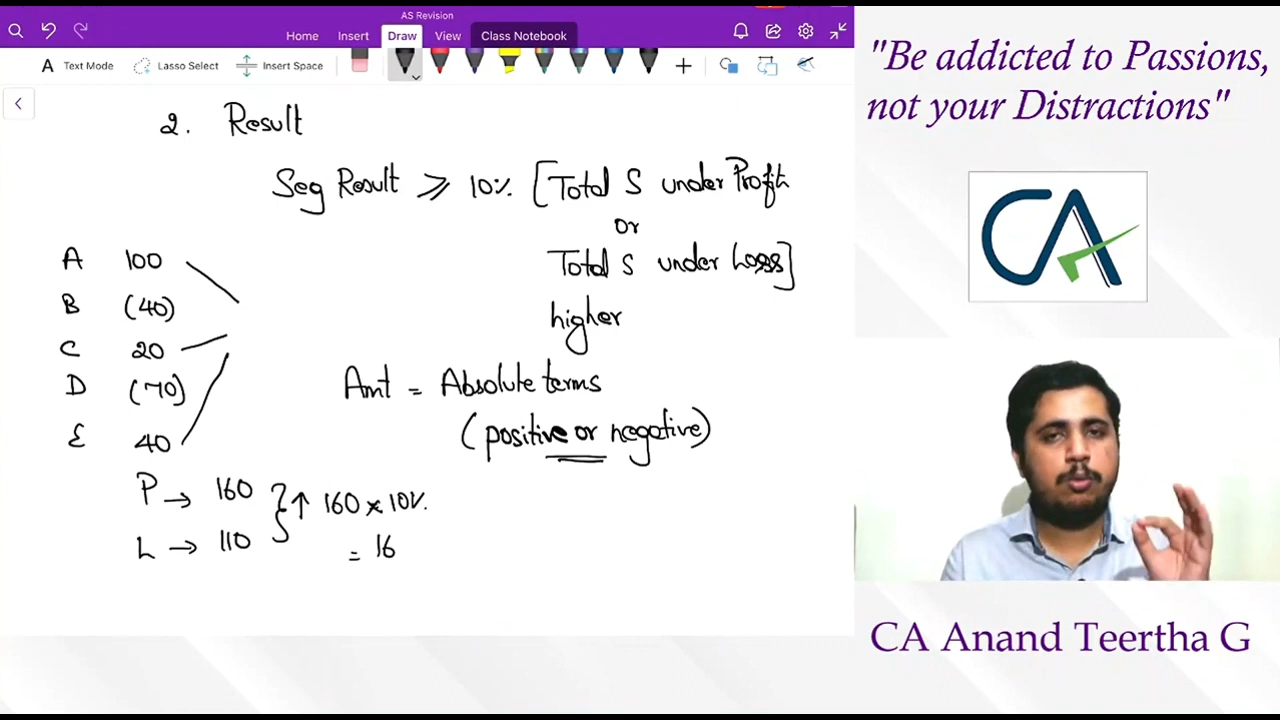 AS Revision
Home Insert Draw View Class Notebook
A Text Mode Lasso Select Insert Space
2. Result
Seg Result ⩾ 10% [Total S under Profit
or
Total S under Loss]
higher
A 100
B (40)
C 20
D (70)
E 40
Amt = Absolute terms
(positive or negative)
P → 160
L → 110
} ↑ 160 × 10%.
= 16
"Be addicted to Passions,
not your Distractions"
CA
CA Anand Teertha G